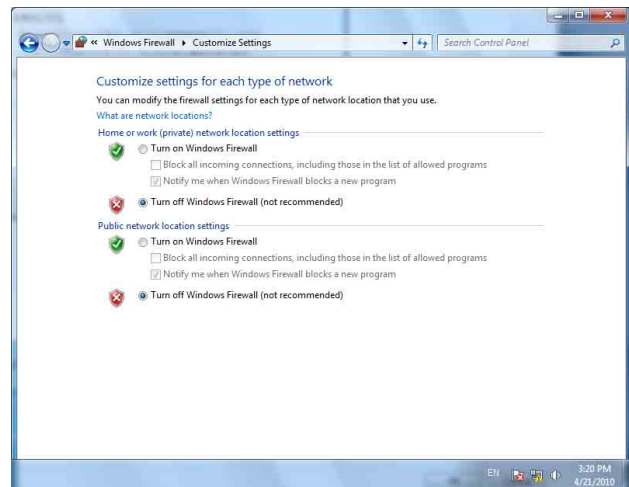 « Windows Firewall ▸ Customize Settings
Search Control Panel
Customize settings for each type of network
You can modify the firewall settings for each type of network location that you use.
What are network locations?
Home or work (private) network location settings
Turn on Windows Firewall
Block all incoming connections, including those in the list of allowed programs
Notify me when Windows Firewall blocks a new program
Turn off Windows Firewall (not recommended)
Public network location settings
Turn on Windows Firewall
Block all incoming connections, including those in the list of allowed programs
Notify me when Windows Firewall blocks a new program
Turn off Windows Firewall (not recommended)
EN
3:20 PM
4/21/2010